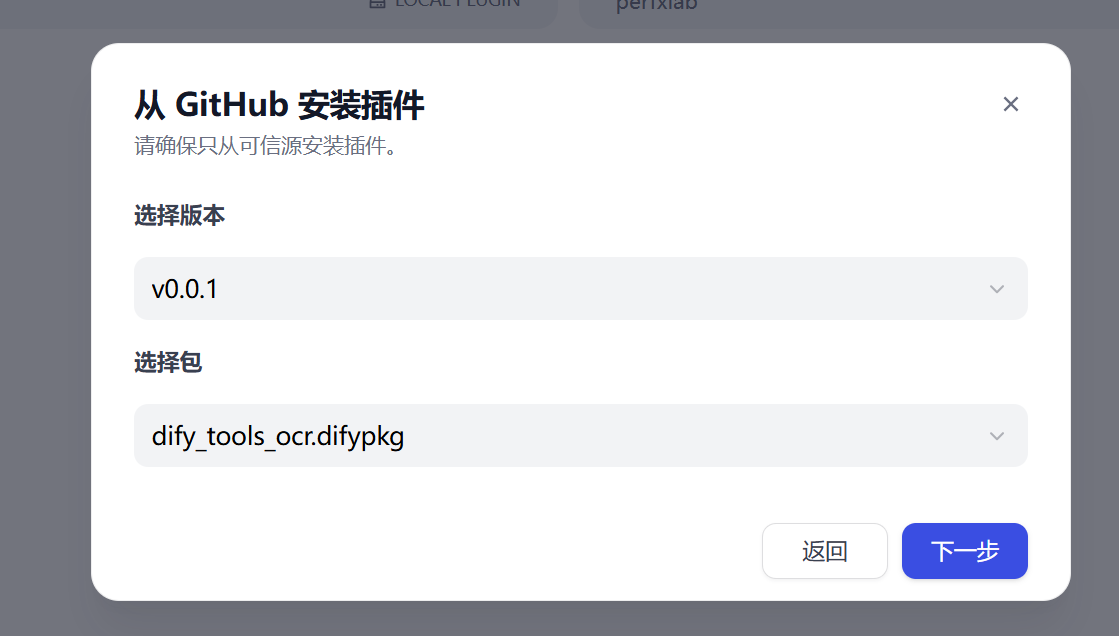 LOCAL PLUGIN
perfxlab
从 GitHub 安装插件
请确保只从可信源安装插件。
选择版本
v0.0.1
选择包
dify_tools_ocr.difypkg
返回
下一步